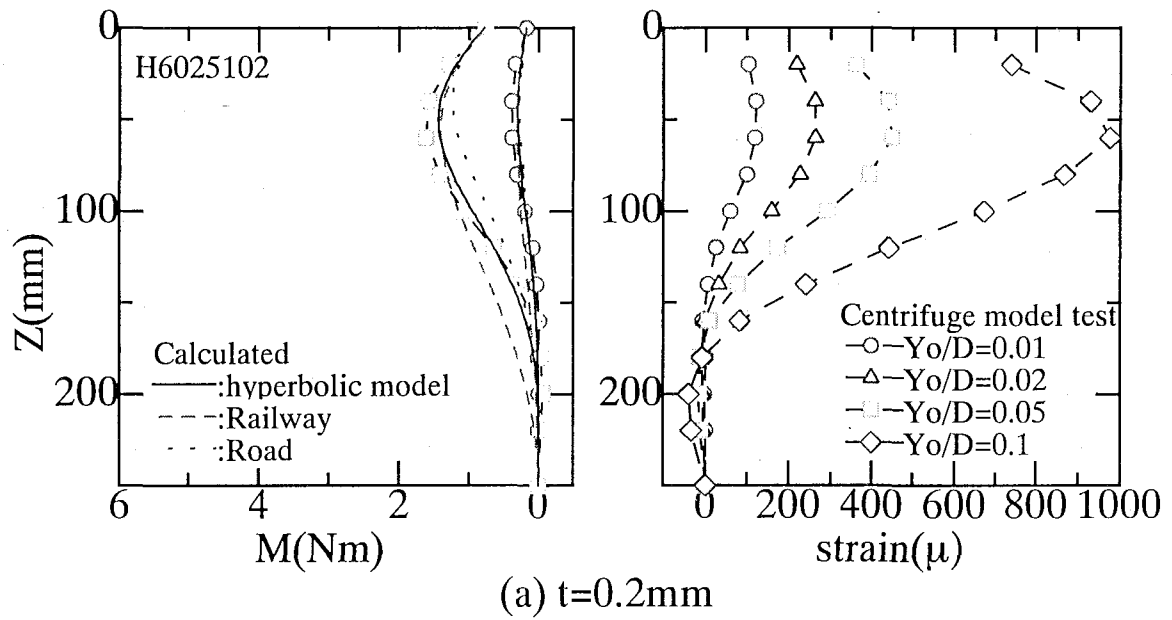 0
100
200
Z(mm)
H6025102
Calculated
:hyperbolic model
:Railway
:Road
6 4 2 0
M(Nm)
0
100
200
Centrifuge model test
Yo/D=0.01
Yo/D=0.02
Yo/D=0.05
Yo/D=0.1
0 200 400 600 800 1000
strain(μ)
(a) t=0.2mm